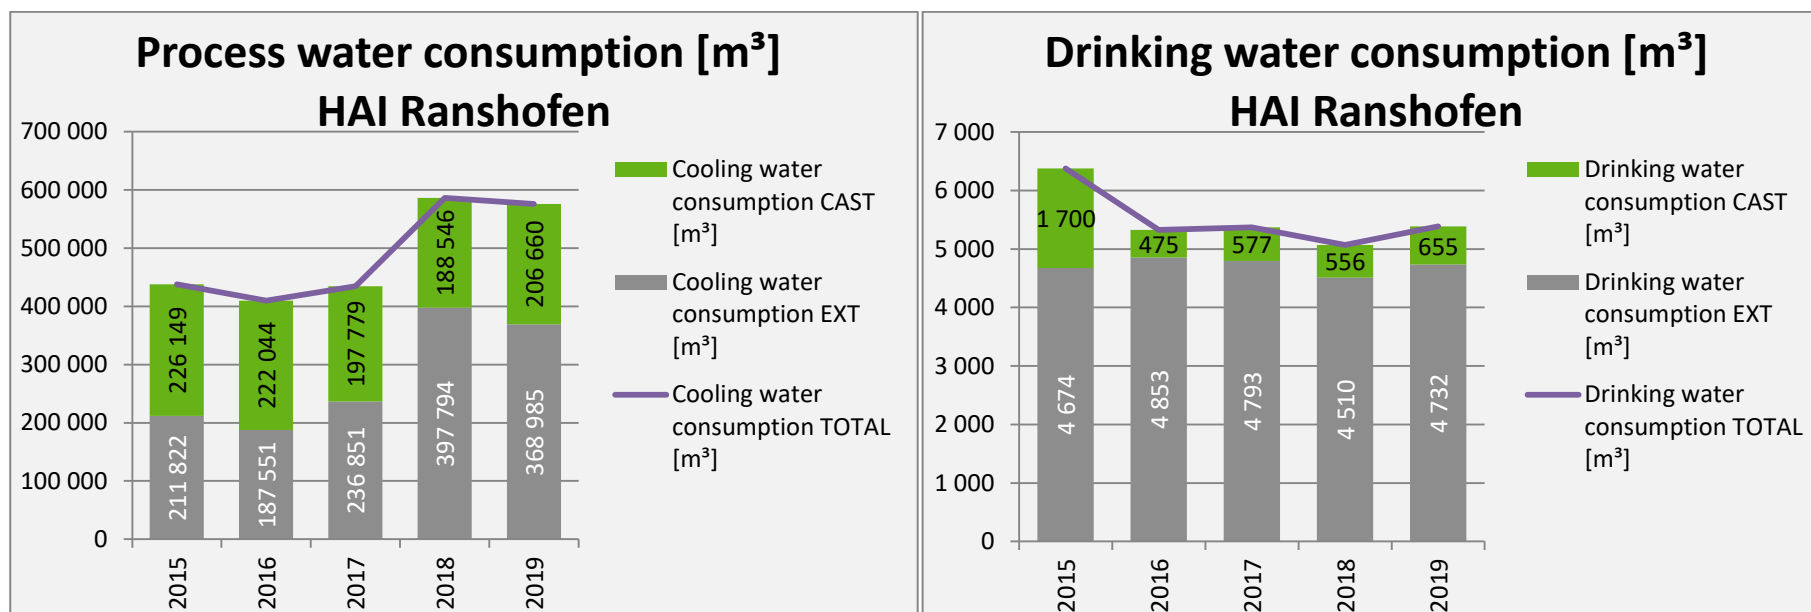 Process water consumption [m³]
HAI Ranshofen
700 000
600 000
500 000
400 000
300 000
200 000
100 000
0
226 149
222 044
197 779
188 546
206 660
211 822
187 551
236 851
397 794
368 985
2015
2016
2017
2018
2019
Cooling water
consumption CAST
[m³]
Cooling water
consumption EXT
[m³]
Cooling water
consumption TOTAL
[m³]
Drinking water consumption [m³]
HAI Ranshofen
7 000
6 000
5 000
4 000
3 000
2 000
1 000
0
1 700
475
577
556
655
4 674
4 853
4 793
4 510
4 732
2015
2016
2017
2018
2019
Drinking water
consumption CAST
[m³]
Drinking water
consumption EXT
[m³]
Drinking water
consumption TOTAL
[m³]